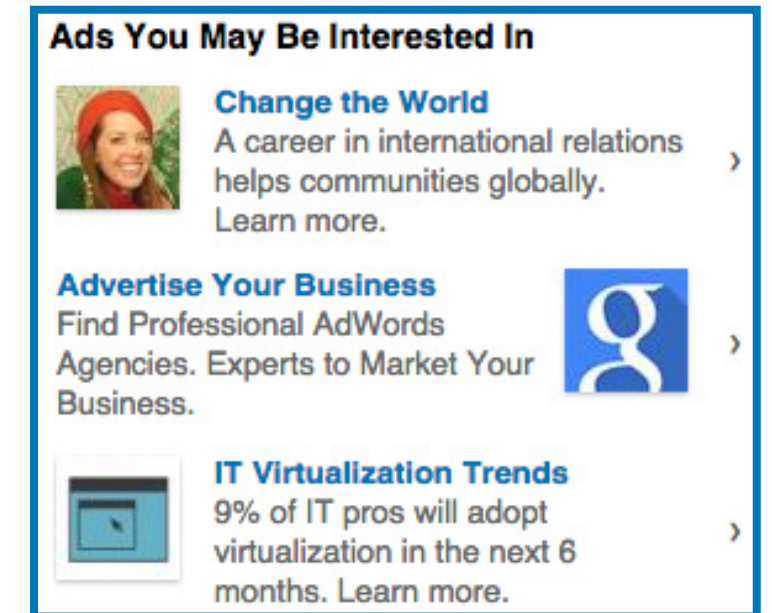 Ads You May Be Interested In
Change the World
A career in international relations
helps communities globally.
Learn more.
Advertise Your Business
Find Professional AdWords
Agencies. Experts to Market Your
Business.
g
IT Virtualization Trends
9% of IT pros will adopt
virtualization in the next 6
months. Learn more.